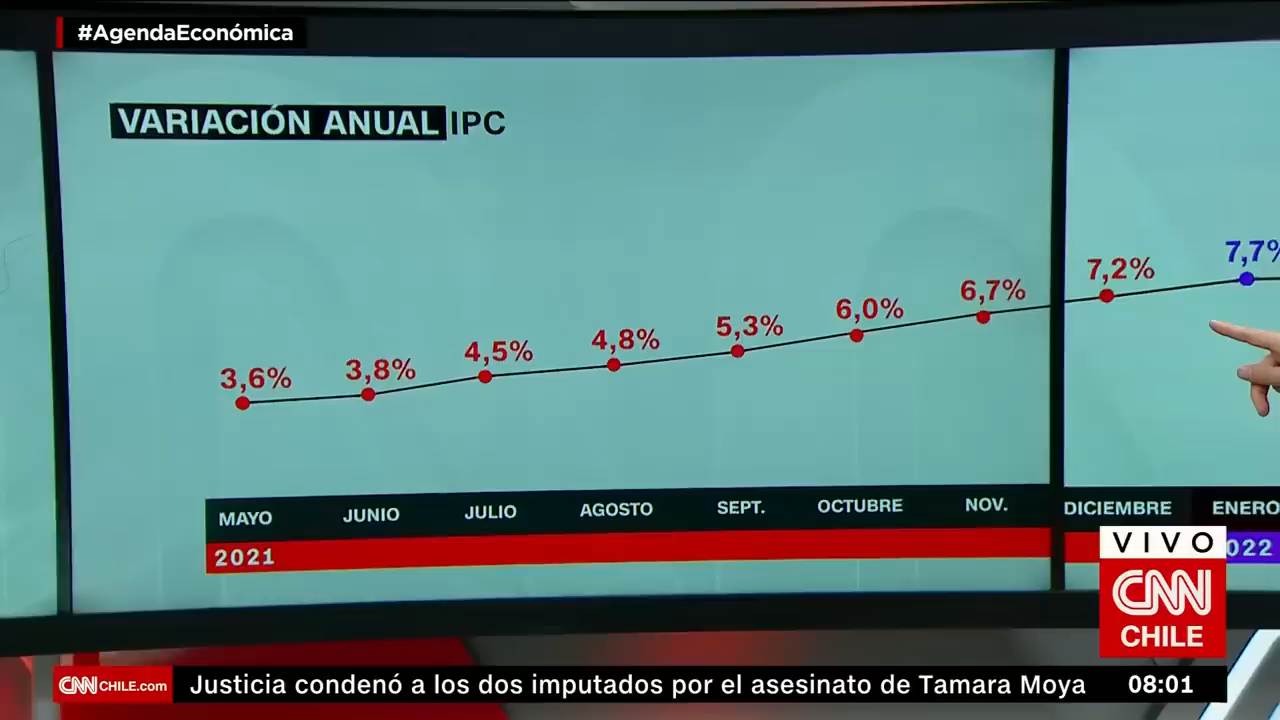 #AgendaEconómica
VARIACIÓN ANUAL IPC
3,6%
3,8%
4,5%
4,8%
5,3%
6,0%
6,7%
7,2%
7,7%
MAYO
JUNIO
JULIO
AGOSTO
SEPT.
OCTUBRE
NOV.
DICIEMBRE
ENERO
2021
022
VIVO
CNN
CHILE
CNNCHILE.com
Justicia condenó a los dos imputados por el asesinato de Tamara Moya
08:01